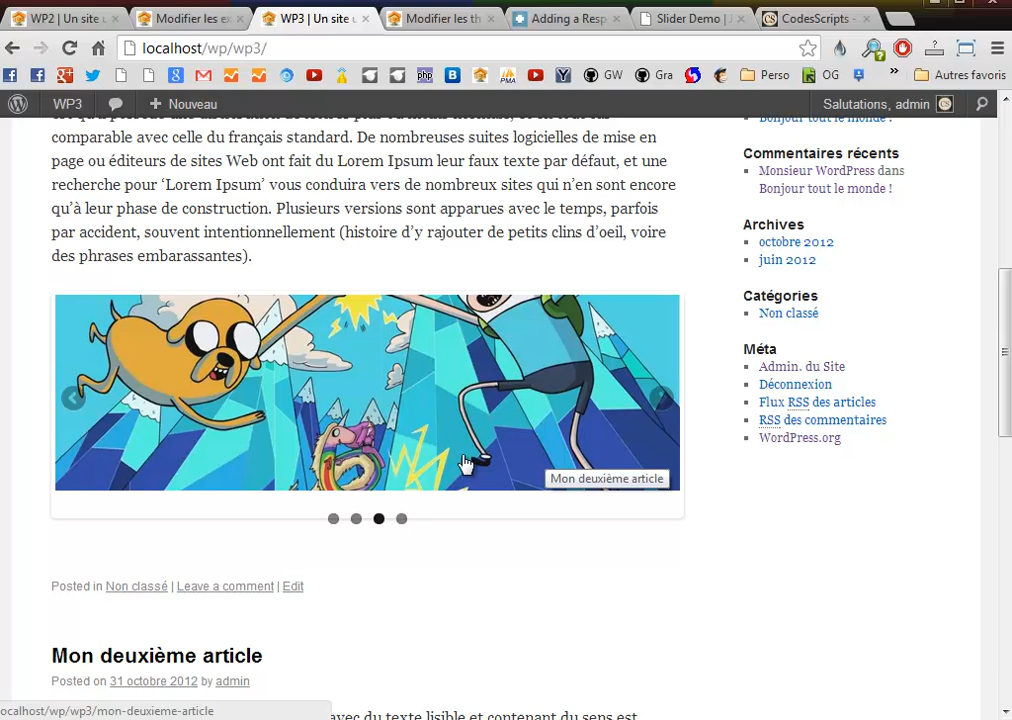 WP2 | Un site u
Modifier les ex
WP3 | Un site u
Modifier les th
Adding a Resp
Slider Demo | J
CodesScripts -
localhost/wp/wp3/
GW
Gra
Perso
OG
Autres favoris
WP3
Nouveau
Salutations, admin
comparable avec celle du français standard. De nombreuses suites logicielles de mise en
page ou éditeurs de sites Web ont fait du Lorem Ipsum leur faux texte par défaut, et une
recherche pour ‘Lorem Ipsum’ vous conduira vers de nombreux sites qui n’en sont encore
qu’à leur phase de construction. Plusieurs versions sont apparues avec le temps, parfois
par accident, souvent intentionnellement (histoire d’y rajouter de petits clins d’oeil, voire
des phrases embarassantes).
Mon deuxième article
Posted in Non classé | Leave a comment | Edit
Mon deuxième article
Posted on 31 octobre 2012 by admin
avec du texte lisible et contenant du sens est
ocalhost/wp/wp3/mon-deuxieme-article
Bonjour tout le monde !
Commentaires récents
Monsieur WordPress dans
Bonjour tout le monde !
Archives
octobre 2012
juin 2012
Catégories
Non classé
Méta
Admin. du Site
Déconnexion
Flux RSS des articles
RSS des commentaires
WordPress.org